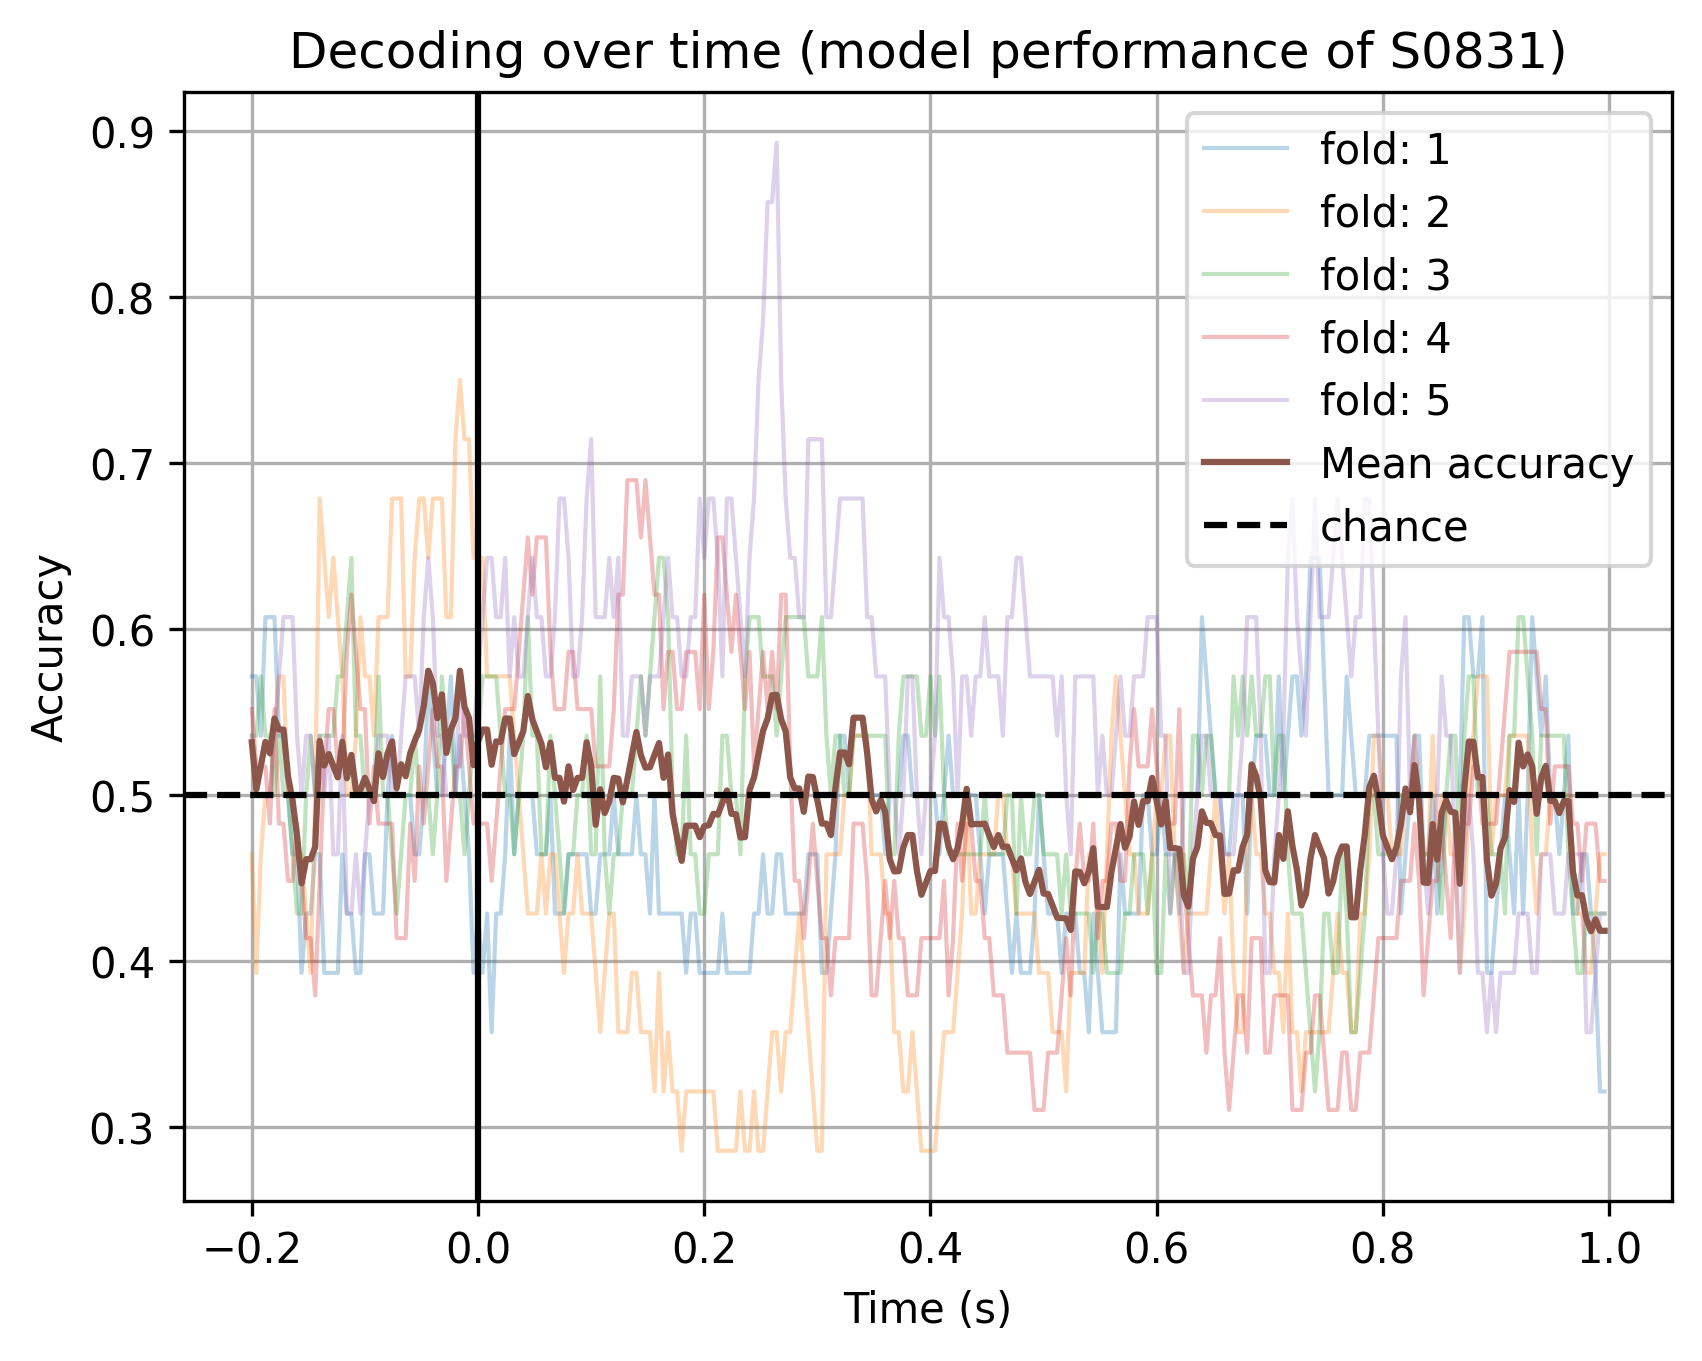 Decoding over time (model performance of S0831)
Accuracy
0.9
0.8
0.7
0.6
0.5
0.4
0.3
fold: 1
fold: 2
fold: 3
fold: 4
fold: 5
Mean accuracy
chance
−0.2 0.0 0.2 0.4 0.6 0.8 1.0
Time (s)